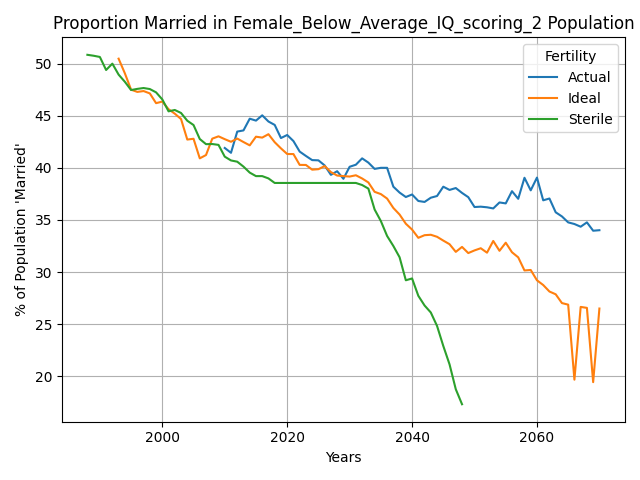 Proportion Married in Female_Below_Average_IQ_scoring_2 Population
Fertility
Actual
Ideal
Sterile
% of Population 'Married'
50
45
40
35
30
25
20
2000
2020
2040
2060
Years